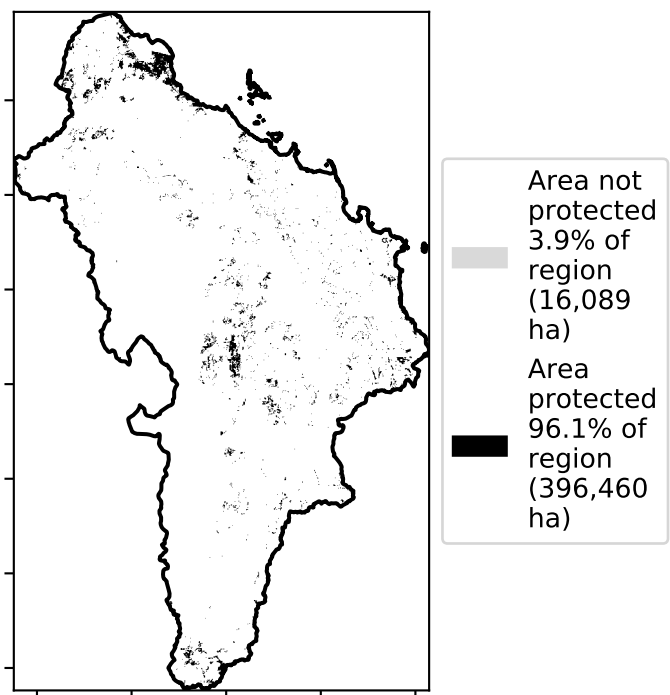 Area not
protected
3.9% of
region
(16,089
ha)
Area
protected
96.1% of
region
(396,460
ha)